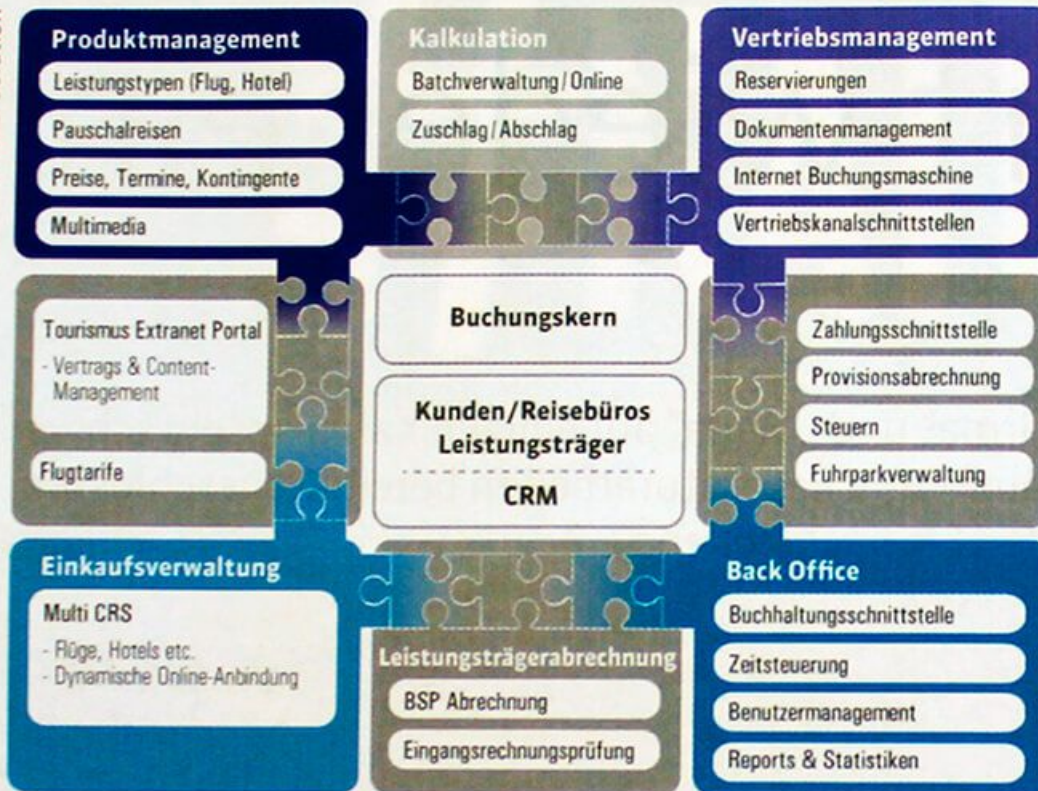 Produktmanagement
Leistungstypen (Flug, Hotel)
Pauschalreisen
Preise, Termine, Kontingente
Multimedia
Kalkulation
Batchverwaltung/Online
Zuschlag/Abschlag
Vertriebsmanagement
Reservierungen
Dokumentenmanagement
Internet Buchungsmaschine
Vertriebskanalschnittstellen
Tourismus Extranet Portal
- Vertrags & Content-
Management
Flugtarife
Buchungskern
Kunden/Reisebüros
Leistungsträger
CRM
Zahlungsschnittstelle
Provisionsabrechnung
Steuern
Fuhrparkverwaltung
Einkaufsverwaltung
Multi CRS
- Flüge, Hotels etc.
- Dynamische Online-Anbindung
Leistungsträgerabrechnung
BSP Abrechnung
Eingangsrechnungsprüfung
Back Office
Buchhaltungsschnittstelle
Zeitsteuerung
Benutzermanagement
Reports & Statistiken